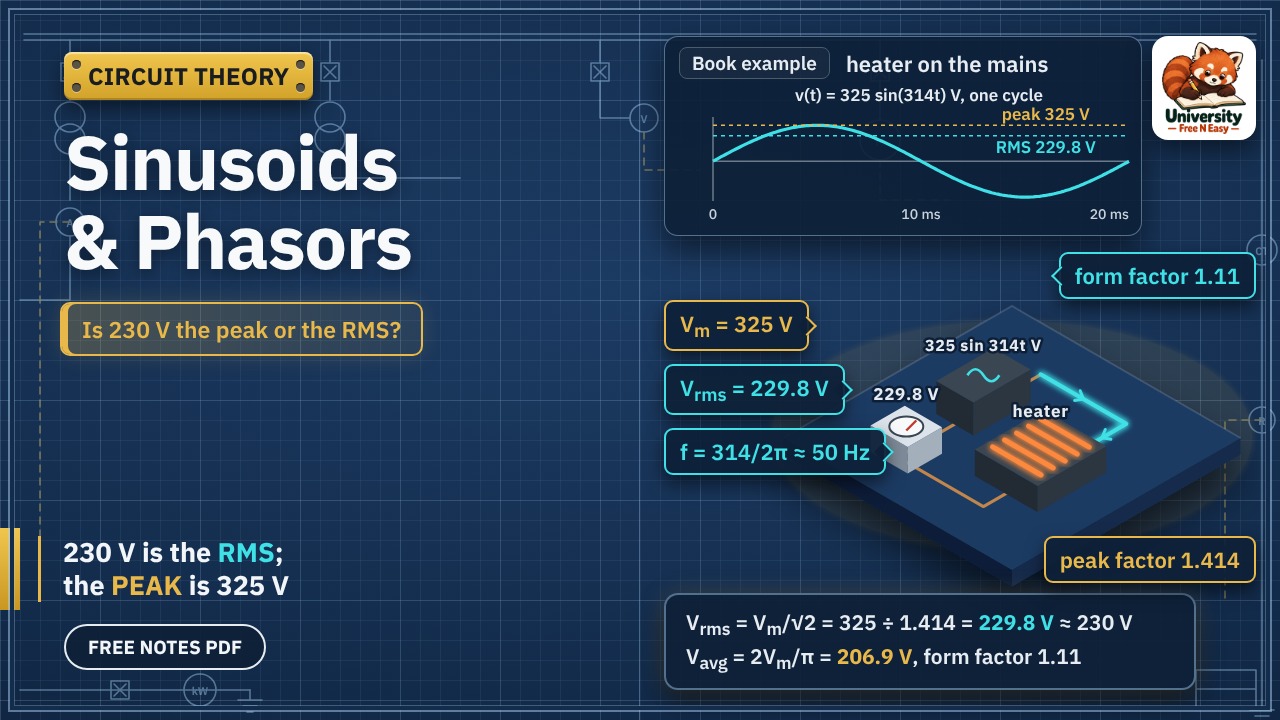 CIRCUIT THEORY
Sinusoids
& Phasors
Is 230 V the peak or the RMS?
230 V is the RMS;
the PEAK is 325 V
FREE NOTES PDF
kW
Book example
heater on the mains
v(t) = 325 sin(314t) V, one cycle
peak 325 V
RMS 229.8 V
0
10 ms
20 ms
University
Free N Easy
V
form factor 1.11
Vm = 325 V
Vrms = 229.8 V
f = 314/2π ≈ 50 Hz
325 sin 314t V
229.8 V
heater
peak factor 1.414
Vrms = Vm/√2 = 325 ÷ 1.414 = 229.8 V ≈ 230 V
Vavg = 2Vm/π = 206.9 V, form factor 1.11